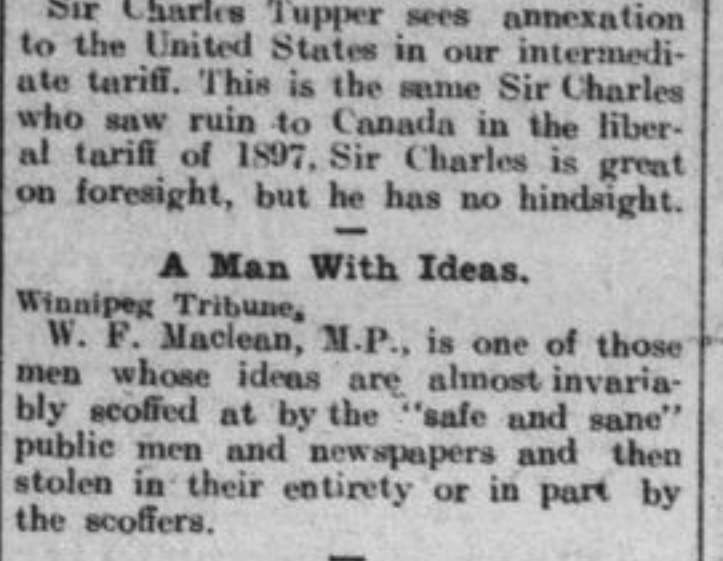 Sir Charles Tupper sees annexation
to the United States in our intermedi-
ate tariff. This is the same Sir Charles
who saw ruin to Canada in the liber-
al tariff of 1897. Sir Charles is great
on foresight, but he has no hindsight.
A Man With Ideas.
Winnipeg Tribune.
W. F. Maclean, M.P., is one of those
men whose ideas are almost invaria-
bly scoffed at by the "safe and sane"
public men and newspapers and then
stolen in their entirety or in part by
the scoffers.